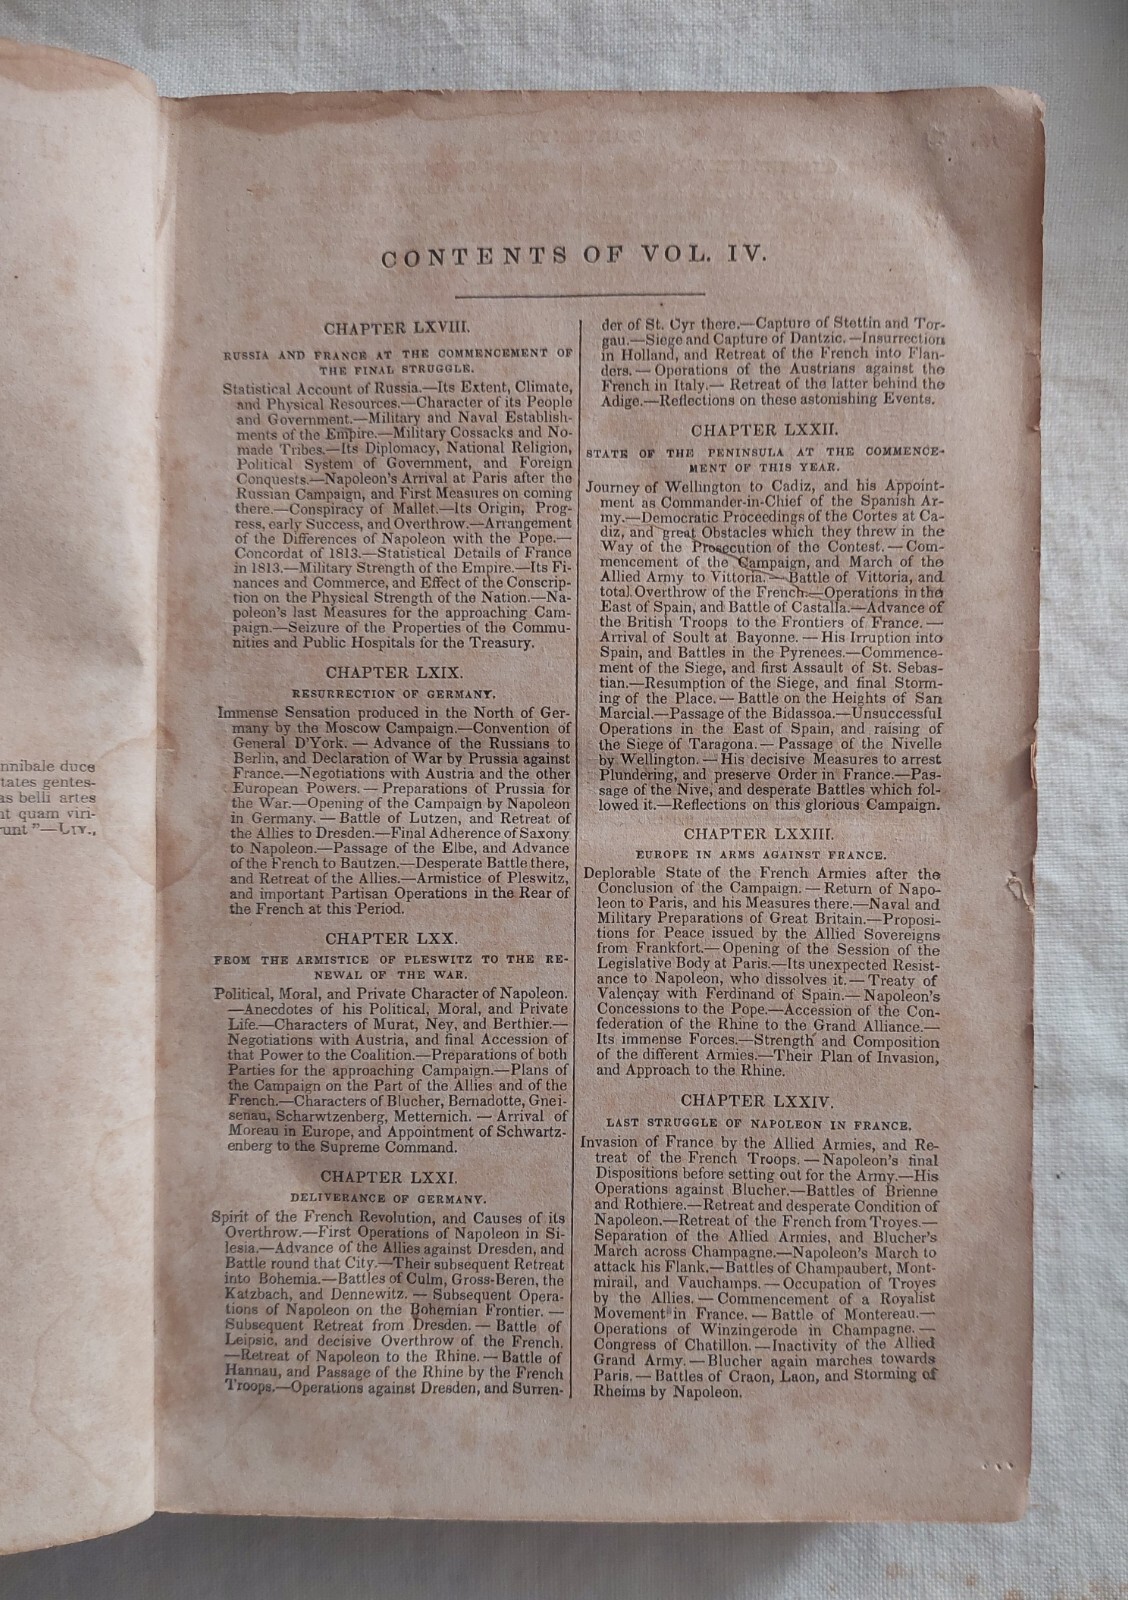 nnibale duce
tates gentes-
as belli artes
nt quam viri-
runt "—LIV.,
CONTENTS OF VOL. IV.
CHAPTER LXVIII.
RUSSIA AND FRANCE AT THE COMMENCEMENT OF
THE FINAL STRUGGLE.
Statistical Account of Russia.—Its Extent, Climate,
and Physical Resources.—Character of its People
and Government.—Military and Naval Establish-
ments of the Empire.—Military Cossacks and No-
made Tribes.—Its Diplomacy, National Religion,
Political System of Government, and Foreign
Conquests.—Napoleon's Arrival at Paris after the
Russian Campaign, and First Measures on coming
there.—Conspiracy of Mallet.—Its Origin, Prog-
ress, early Success, and Overthrow.—Arrangement
of the Differences of Napoleon with the Pope.—
Concordat of 1813.—Statistical Details of France
in 1813.—Military Strength of the Empire.—Its Fi-
nances and Commerce, and Effect of the Conscrip-
tion on the Physical Strength of the Nation.—Na-
poleon's last Measures for the approaching Cam-
paign.—Seizure of the Properties of the Commu-
nities and Public Hospitals for the Treasury.
CHAPTER LXIX.
RESURRECTION OF GERMANY.
Immense Sensation produced in the North of Ger-
many by the Moscow Campaign.—Convention of
General D'York. — Advance of the Russians to
Berlin, and Declaration of War by Prussia against
France.—Negotiations with Austria and the other
European Powers. — Preparations of Prussia for
the War.—Opening of the Campaign by Napoleon
in Germany. — Battle of Lutzen, and Retreat of
the Allies to Dresden.—Final Adherence of Saxony
to Napoleon.—Passage of the Elbe, and Advance
of the French to Bautzen.—Desperate Battle there,
and Retreat of the Allies.—Armistice of Pleswitz,
and important Partisan Operations in the Rear of
the French at this Period.
CHAPTER LXX.
FROM THE ARMISTICE OF PLESWITZ TO THE RE-
NEWAL OF THE WAR.
Political, Moral, and Private Character of Napoleon.
—Anecdotes of his Political, Moral, and Private
Life.—Characters of Murat, Ney, and Berthier.—
Negotiations with Austria, and final Accession of
that Power to the Coalition.—Preparations of both
Parties for the approaching Campaign.—Plans of
the Campaign on the Part of the Allies and of the
French.—Characters of Blucher, Bernadotte, Gnei-
senau, Scharwtzenberg, Metternich. — Arrival of
Moreau in Europe, and Appointment of Schwartz-
enberg to the Supreme Command.
CHAPTER LXXI.
DELIVERANCE OF GERMANY.
Spirit of the French Revolution, and Causes of its
Overthrow.—First Operations of Napoleon in Si-
lesia.—Advance of the Allies against Dresden, and
Battle round that City.—Their subsequent Retreat
into Bohemia.—Battles of Culm, Gross-Beren, the
Katzbach, and Dennewitz. — Subsequent Opera-
tions of Napoleon on the Bohemian Frontier. —
Subsequent Retreat from Dresden. — Battle of
Leipsic, and decisive Overthrow of the French.
—Retreat of Napoleon to the Rhine. — Battle of
Hannau, and Passage of the Rhine by the French
Troops.—Operations against Dresden, and Surren-
der of St. Cyr there.—Capture of Stettin and Tor-
gau.—Siege and Capture of Dantzic.—Insurrection
in Holland, and Retreat of the French into Flan-
ders. — Operations of the Austrians against the
French in Italy.— Retreat of the latter behind the
Adige.—Reflections on these astonishing Events.
CHAPTER LXXII.
STATE OF THE PENINSULA AT THE COMMENCE-
MENT OF THIS YEAR.
Journey of Wellington to Cadiz, and his Appoint-
ment as Commander-in-Chief of the Spanish Ar-
my.—Democratic Proceedings of the Cortes at Ca-
diz, and great Obstacles which they threw in the
Way of the Prosecution of the Contest. — Com-
mencement of the Campaign, and March of the
Allied Army to Vittoria.—Battle of Vittoria, and
total Overthrow of the French.—Operations in the
East of Spain, and Battle of Castalla.—Advance of
the British Troops to the Frontiers of France. —
Arrival of Soult at Bayonne. — His Irruption into
Spain, and Battles in the Pyrenees.—Commence-
ment of the Siege, and first Assault of St. Sebas-
tian.—Resumption of the Siege, and final Storm-
ing of the Place. — Battle on the Heights of San
Marcial.—Passage of the Bidassoa.—Unsuccessful
Operations in the East of Spain, and raising of
the Siege of Taragona. — Passage of the Nivelle
by Wellington. — His decisive Measures to arrest
Plundering, and preserve Order in France.—Pas-
sage of the Nive, and desperate Battles which fol-
lowed it.—Reflections on this glorious Campaign.
CHAPTER LXXIII.
EUROPE IN ARMS AGAINST FRANCE.
Deplorable State of the French Armies after the
Conclusion of the Campaign. — Return of Napo-
leon to Paris, and his Measures there.—Naval and
Military Preparations of Great Britain.—Proposi-
tions for Peace issued by the Allied Sovereigns
from Frankfort.— Opening of the Session of the
Legislative Body at Paris.—Its unexpected Resist-
ance to Napoleon, who dissolves it. — Treaty of
Valençay with Ferdinand of Spain.— Napoleon's
Concessions to the Pope.—Accession of the Con-
federation of the Rhine to the Grand Alliance.—
Its immense Forces.—Strength and Composition
of the different Armies.—Their Plan of Invasion,
and Approach to the Rhine.
CHAPTER LXXIV.
LAST STRUGGLE OF NAPOLEON IN FRANCE.
Invasion of France by the Allied Armies, and Re-
treat of the French Troops. — Napoleon's final
Dispositions before setting out for the Army.—His
Operations against Blucher.—Battles of Brienne
and Rothiere.—Retreat and desperate Condition of
Napoleon.—Retreat of the French from Troyes.—
Separation of the Allied Armies, and Blucher's
March across Champagne.—Napoleon's March to
attack his Flank.—Battles of Champaubert, Mont-
mirail, and Vauchamps. — Occupation of Troyes
by the Allies. — Commencement of a Royalist
Movement in France. — Battle of Montereau.—
Operations of Winzingerode in Champagne. —
Congress of Chatillon. — Inactivity of the Allied
Grand Army. — Blucher again marches towards
Paris. — Battles of Craon, Laon, and Storming of
Rheims by Napoleon.